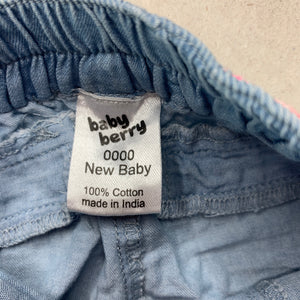 baby
berry
0000
New Baby
100% Cotton
made in India